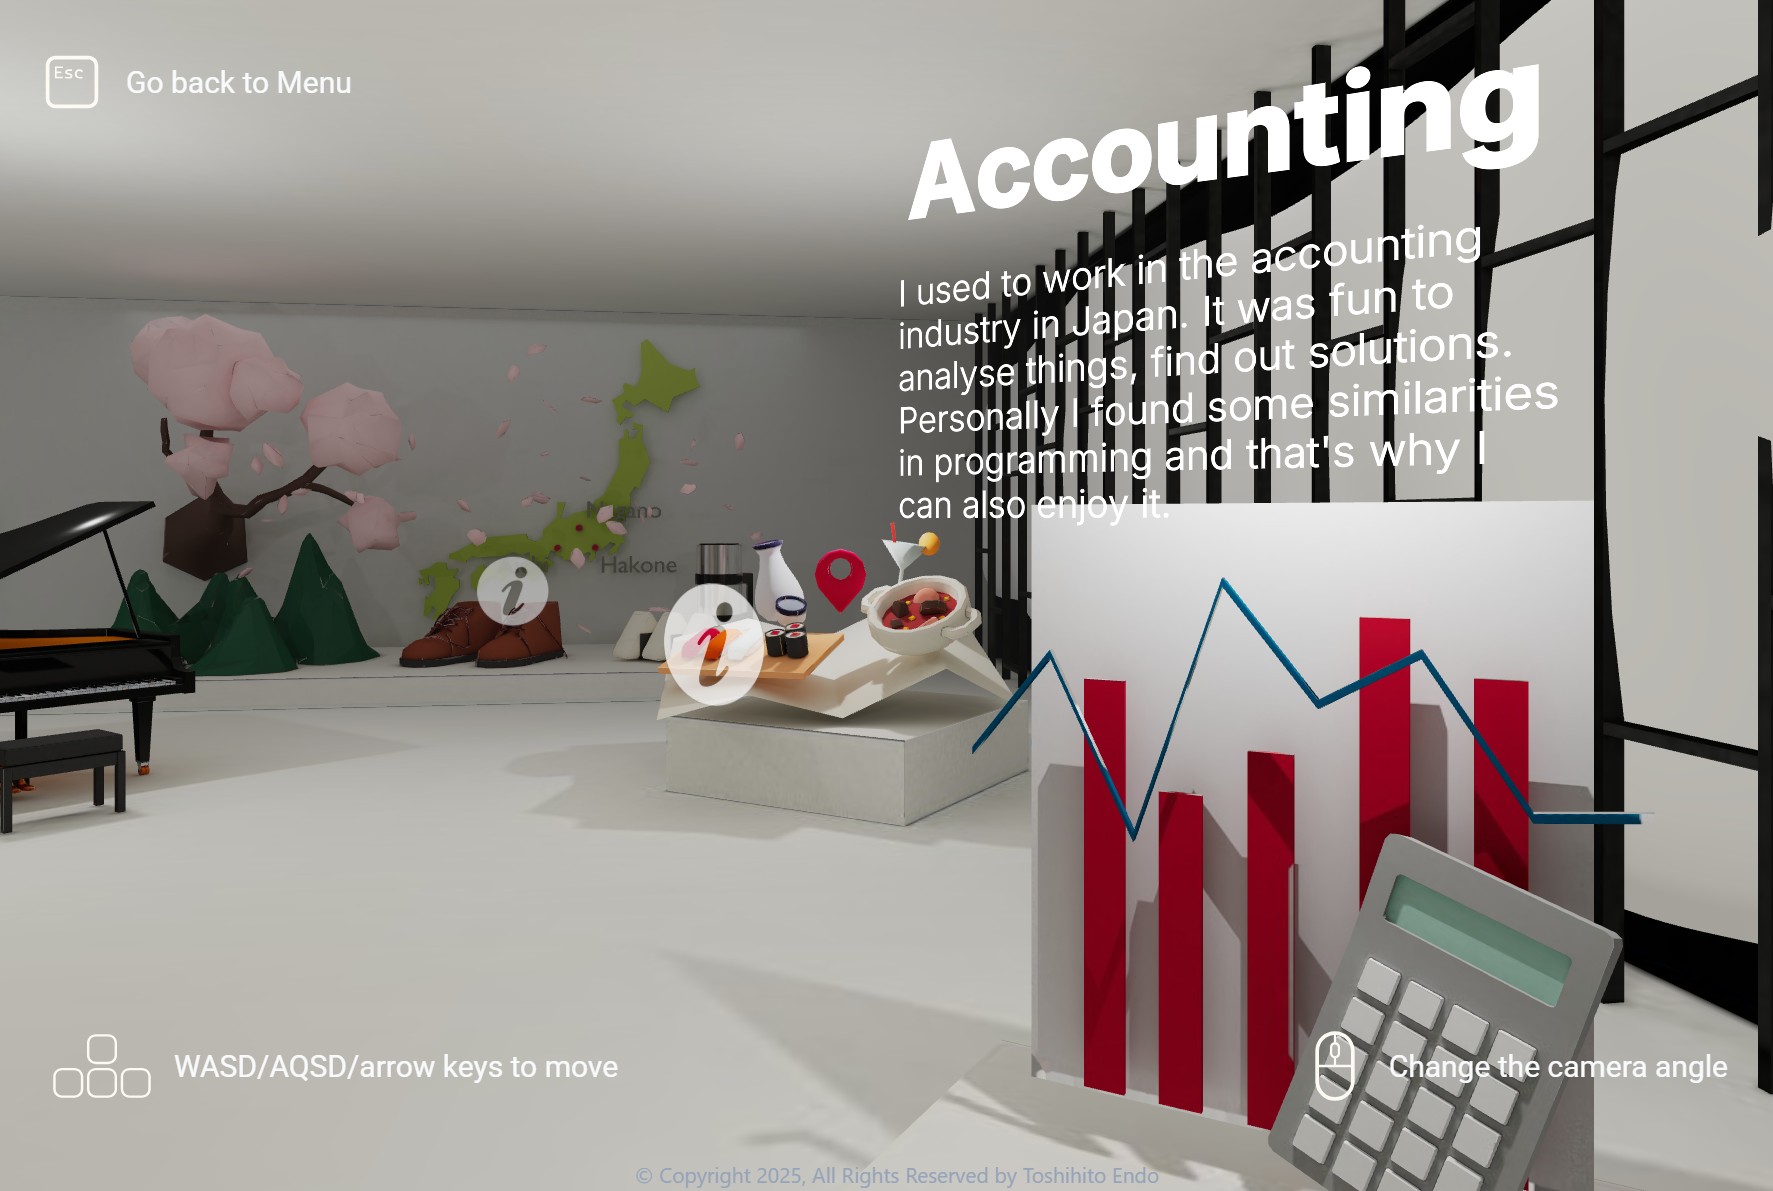 Esc
Go back to Menu
Accounting
I used to work in the accounting
industry in Japan. It was fun to
analyse things, find out solutions.
Personally I found some similarities
in programming and that's why I
can also enjoy it.
Nagano
Hakone
i
i
WASD/AQSD/arrow keys to move
Change the camera angle
© Copyright 2025, All Rights Reserved by Toshihito Endo